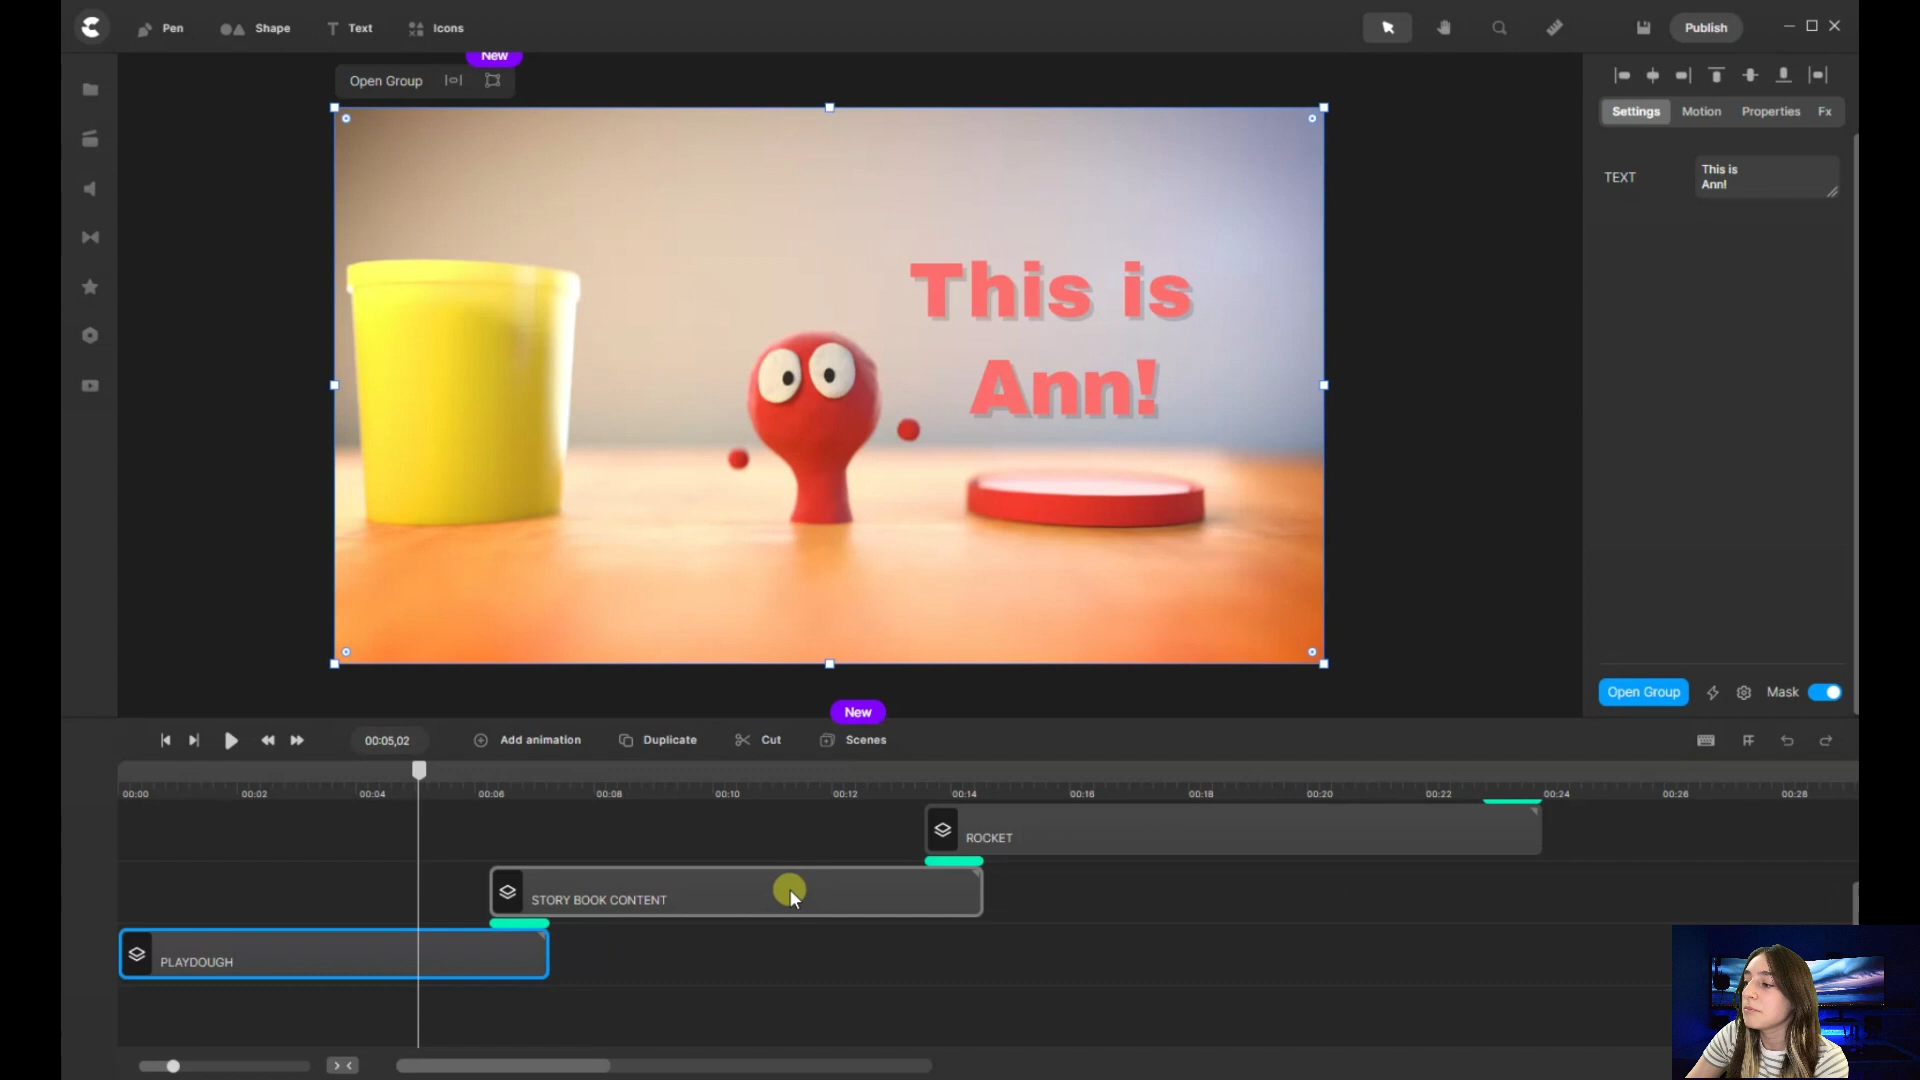 Pen
Shape
Text
Icons
Publish
New
Open Group
Settings
Motion
Properties
Fx
TEXT
This is
Ann!
This is
Ann!
Open Group
Mask
New
00:05,02
Add animation
Duplicate
Cut
Scenes
00:00
00:02
00:04
00:06
00:08
00:10
00:12
00:14
00:16
00:18
00:20
00:22
00:24
00:26
00:28
ROCKET
STORY BOOK CONTENT
PLAYDOUGH